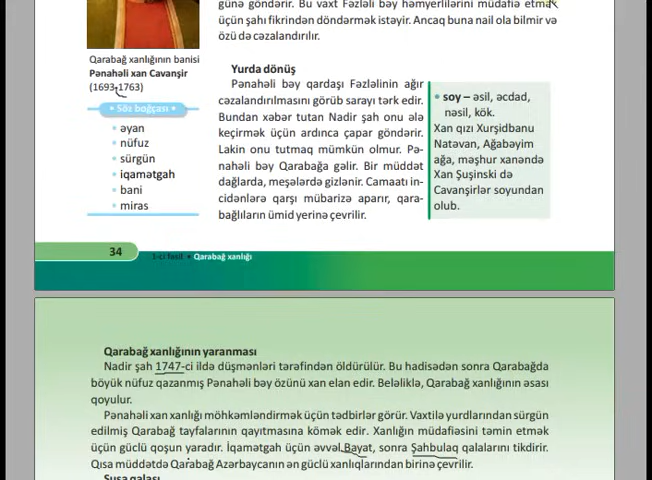 günə göndərir. Bu vaxt Fəzləli bəy həmyerlilərini müdafiə etmək
üçün şahı fikrindən döndərmək istəyir. Ancaq buna nail ola bilmir və
özü də cəzalandırılır.
Qarabağ xanlığının banisi
Pənahəli xan Cavanşir
(1693-1763)
• Söz bağçası •
• əyan
• nüfuz
• sürgün
• iqamətgah
• bani
• miras
Yurda dönüş
Pənahəli bəy qardaşı Fəzləlinin ağır
cəzalandırılmasını görüb sarayı tərk edir.
Bundan xəbər tutan Nadir şah onu ələ
keçirmək üçün ardınca çapar göndərir.
Lakin onu tutmaq mümkün olmur. Pə-
nahəli bəy Qarabağa gəlir. Bir müddət
dağlarda, meşələrdə gizlənir. Camaatı in-
cidənlərə qarşı mübarizə aparır, qara-
bağlıların ümid yerinə çevrilir.
• soy – əsil, əcdad,
nəsil, kök.
Xan qızı Xurşidbanu
Natəvan, Ağabəyim
ağa, məşhur xanəndə
Xan Şuşinski də
Cavanşirlər soyundan
olub.
34
1-ci fəsil • Qarabağ xanlığı
Qarabağ xanlığının yaranması
Nadir şah 1747-ci ildə düşmənləri tərəfindən öldürülür. Bu hadisədən sonra Qarabağda
böyük nüfuz qazanmış Pənahəli bəy özünü xan elan edir. Beləliklə, Qarabağ xanlığının əsası
qoyulur.
Pənahəli xan xanlığı möhkəmləndirmək üçün tədbirlər görür. Vaxtilə yurdlarından sürgün
edilmiş Qarabağ tayfalarının qayıtmasına kömək edir. Xanlığın müdafiəsini təmin etmək
üçün güclü qoşun yaradır. İqamətgah üçün əvvəl Bayat, sonra Şahbulaq qalalarını tikdirir.
Qısa müddətdə Qarabağ Azərbaycanın ən güclü xanlıqlarından birinə çevrilir.
Şuşa qalası